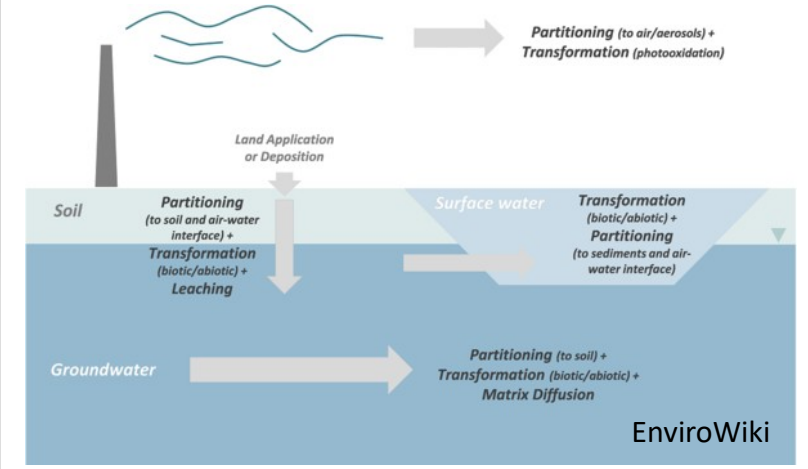 Partitioning (to air/aerosols) +
Transformation (photooxidation)
Land Application
or Deposition
Soil
Partitioning
(to soil and air-water
interface) +
Transformation
(biotic/abiotic) +
Leaching
Surface water
Transformation
(biotic/abiotic) +
Partitioning
(to sediments and air-
water interface)
Groundwater
Partitioning (to soil) +
Transformation (biotic/abiotic) +
Matrix Diffusion
EnviroWiki